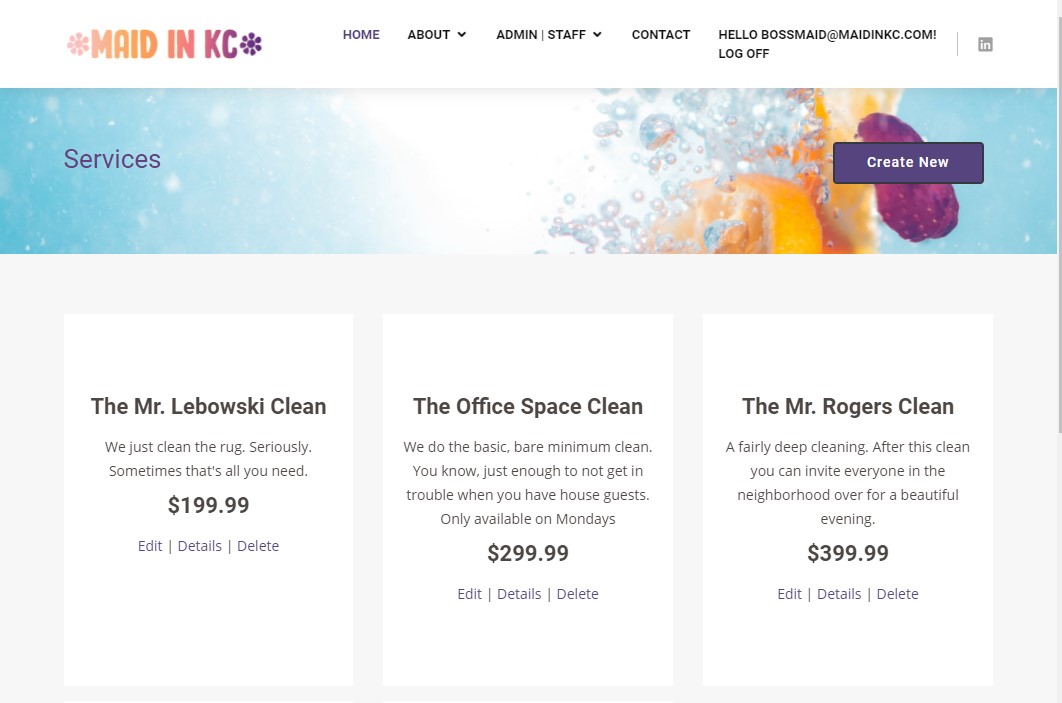 MAID IN KC
HOME
ABOUT
ADMIN | STAFF
CONTACT
HELLO BOSSMAID@MAIDINKC.COM!
LOG OFF
in
Services
Create New
The Mr. Lebowski Clean
We just clean the rug. Seriously.
Sometimes that's all you need.
$199.99
Edit | Details | Delete
The Office Space Clean
We do the basic, bare minimum clean.
You know, just enough to not get in
trouble when you have house guests.
Only available on Mondays
$299.99
Edit | Details | Delete
The Mr. Rogers Clean
A fairly deep cleaning. After this clean
you can invite everyone in the
neighborhood over for a beautiful
evening.
$399.99
Edit | Details | Delete